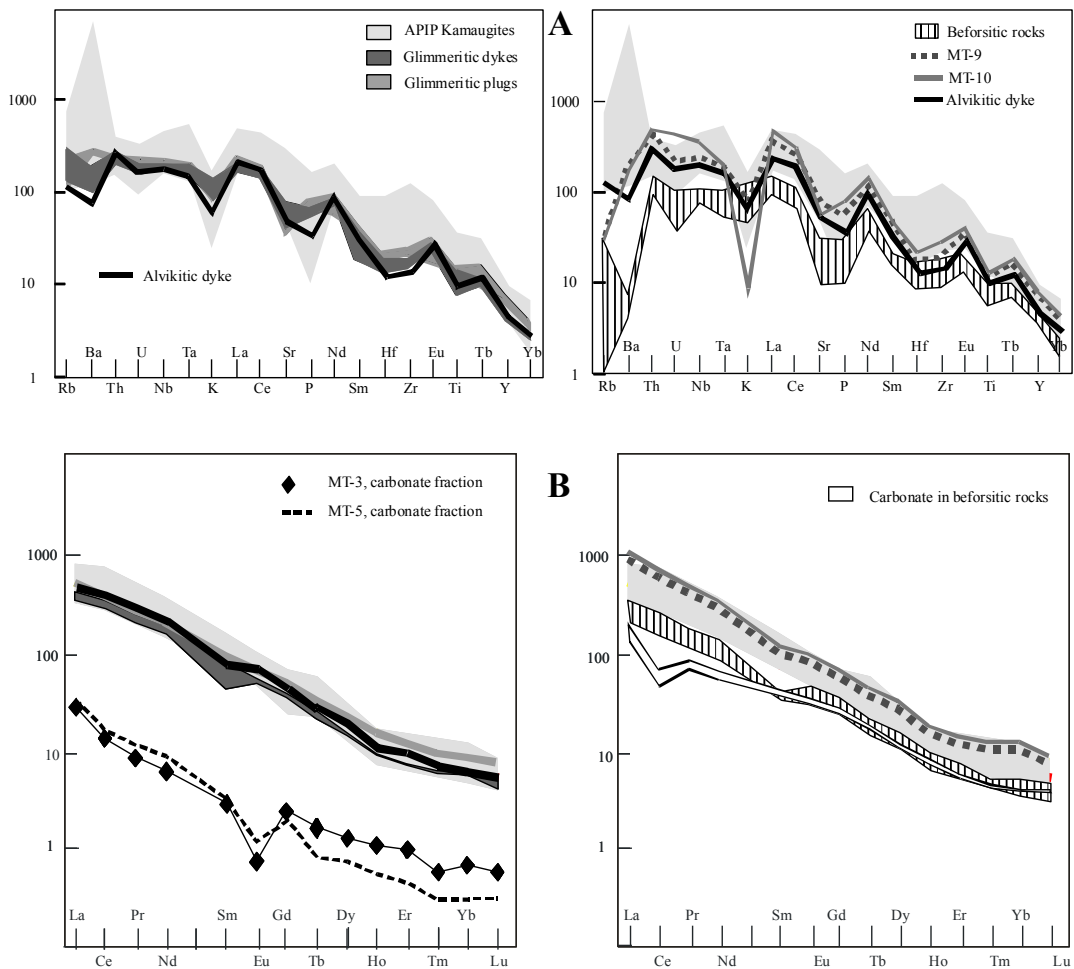 A
APIP Kamaugites
Glimmeritic dykes
Glimmeritic plugs
1000
100
10
1
Alvikitic dyke
Ba U Ta La Sr Nd Hf Eu Tb Yb
Rb Th Nb K Ce P Sm Zr Ti Y
Beforsitic rocks
MT-9
MT-10
Alvikitic dyke
1000
100
10
1
Ba U Ta La Sr Nd Hf Eu Tb Yb
Rb Th Nb K Ce P Sm Zr Ti Y
B
MT-3, carbonate fraction
MT-5, carbonate fraction
1000
100
10
1
La Pr Sm Gd Dy Er Yb
Ce Nd Eu Tb Ho Tm Lu
Carbonate in beforsitic rocks
1000
100
10
1
La Pr Sm Gd Dy Er Yb
Ce Nd Eu Tb Ho Tm Lu